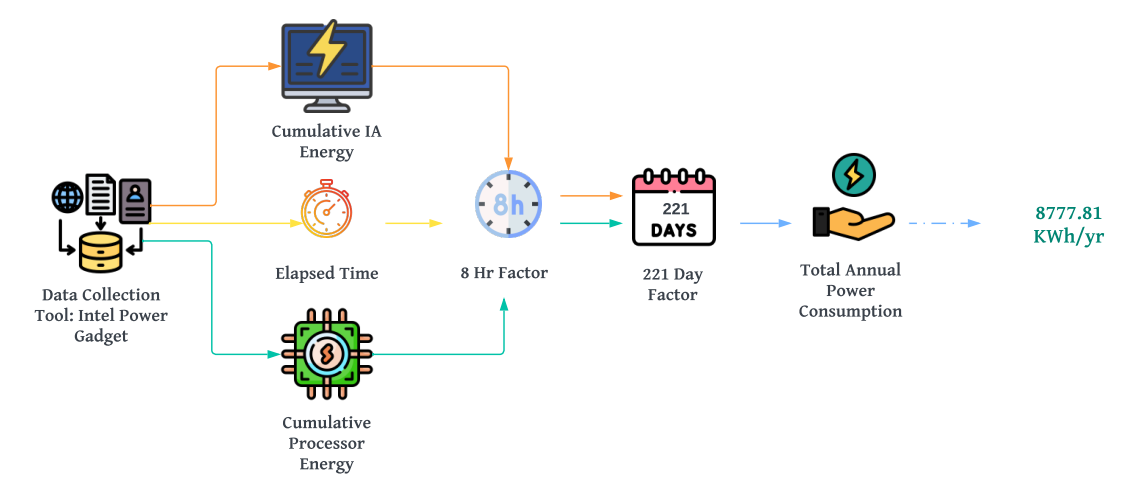 Cumulative IA
Energy
8h
221
DAYS
Elapsed Time
8 Hr Factor
221 Day
Factor
Total Annual
Power
Consumption
8777.81
KWh/yr
Data Collection
Tool: Intel Power
Gadget
Cumulative
Processor
Energy